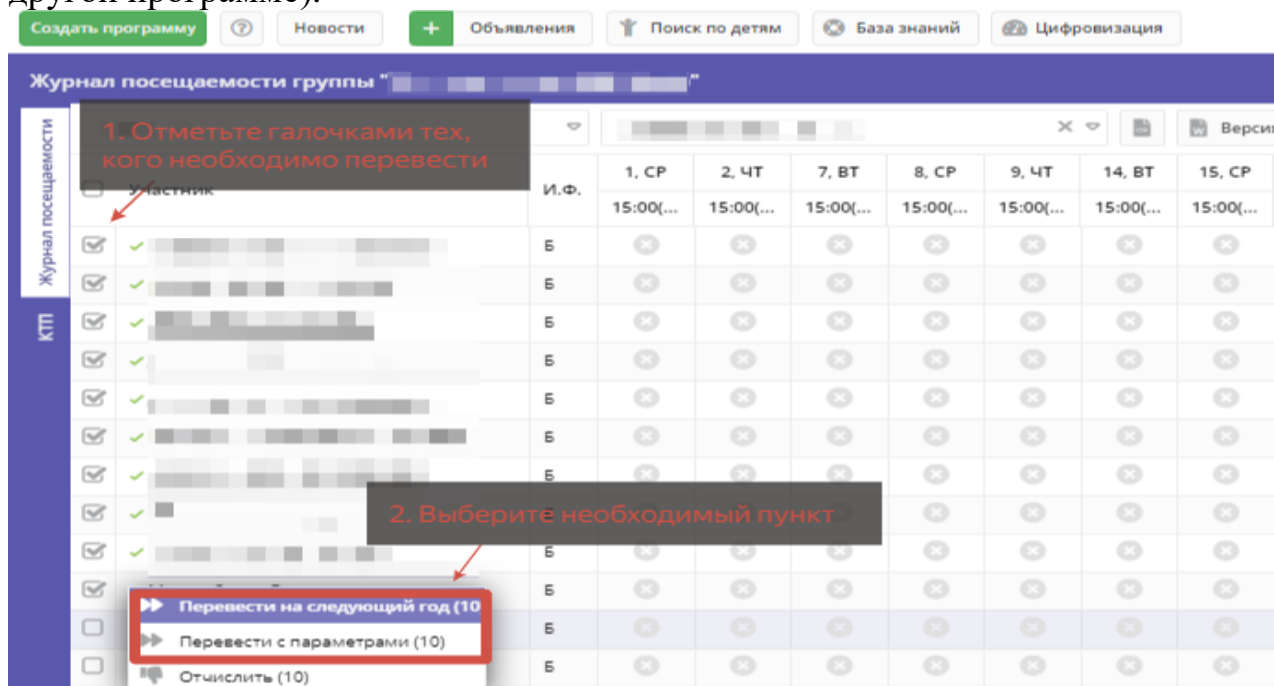 другой программе).
Создать программу ? Новости + Объявления Поиск по детям База знаний Цифровизация
Журнал посещаемости группы " "
Журнал посещаемости
КТП
1. Отметьте галочками тех,
кого необходимо перевести
Участник И.Ф.
1, СР 2, ЧТ 7, ВТ 8, СР 9, ЧТ 14, ВТ 15, СР
15:00(... 15:00(... 15:00(... 15:00(... 15:00(... 15:00(... 15:00(...
Б
Б
Б
Б
Б
Б
Б
2. Выберите необходимый пункт
Б
Б
Перевести на следующий год (10
Б
Перевести с параметрами (10)
Б
Отчислить (10)